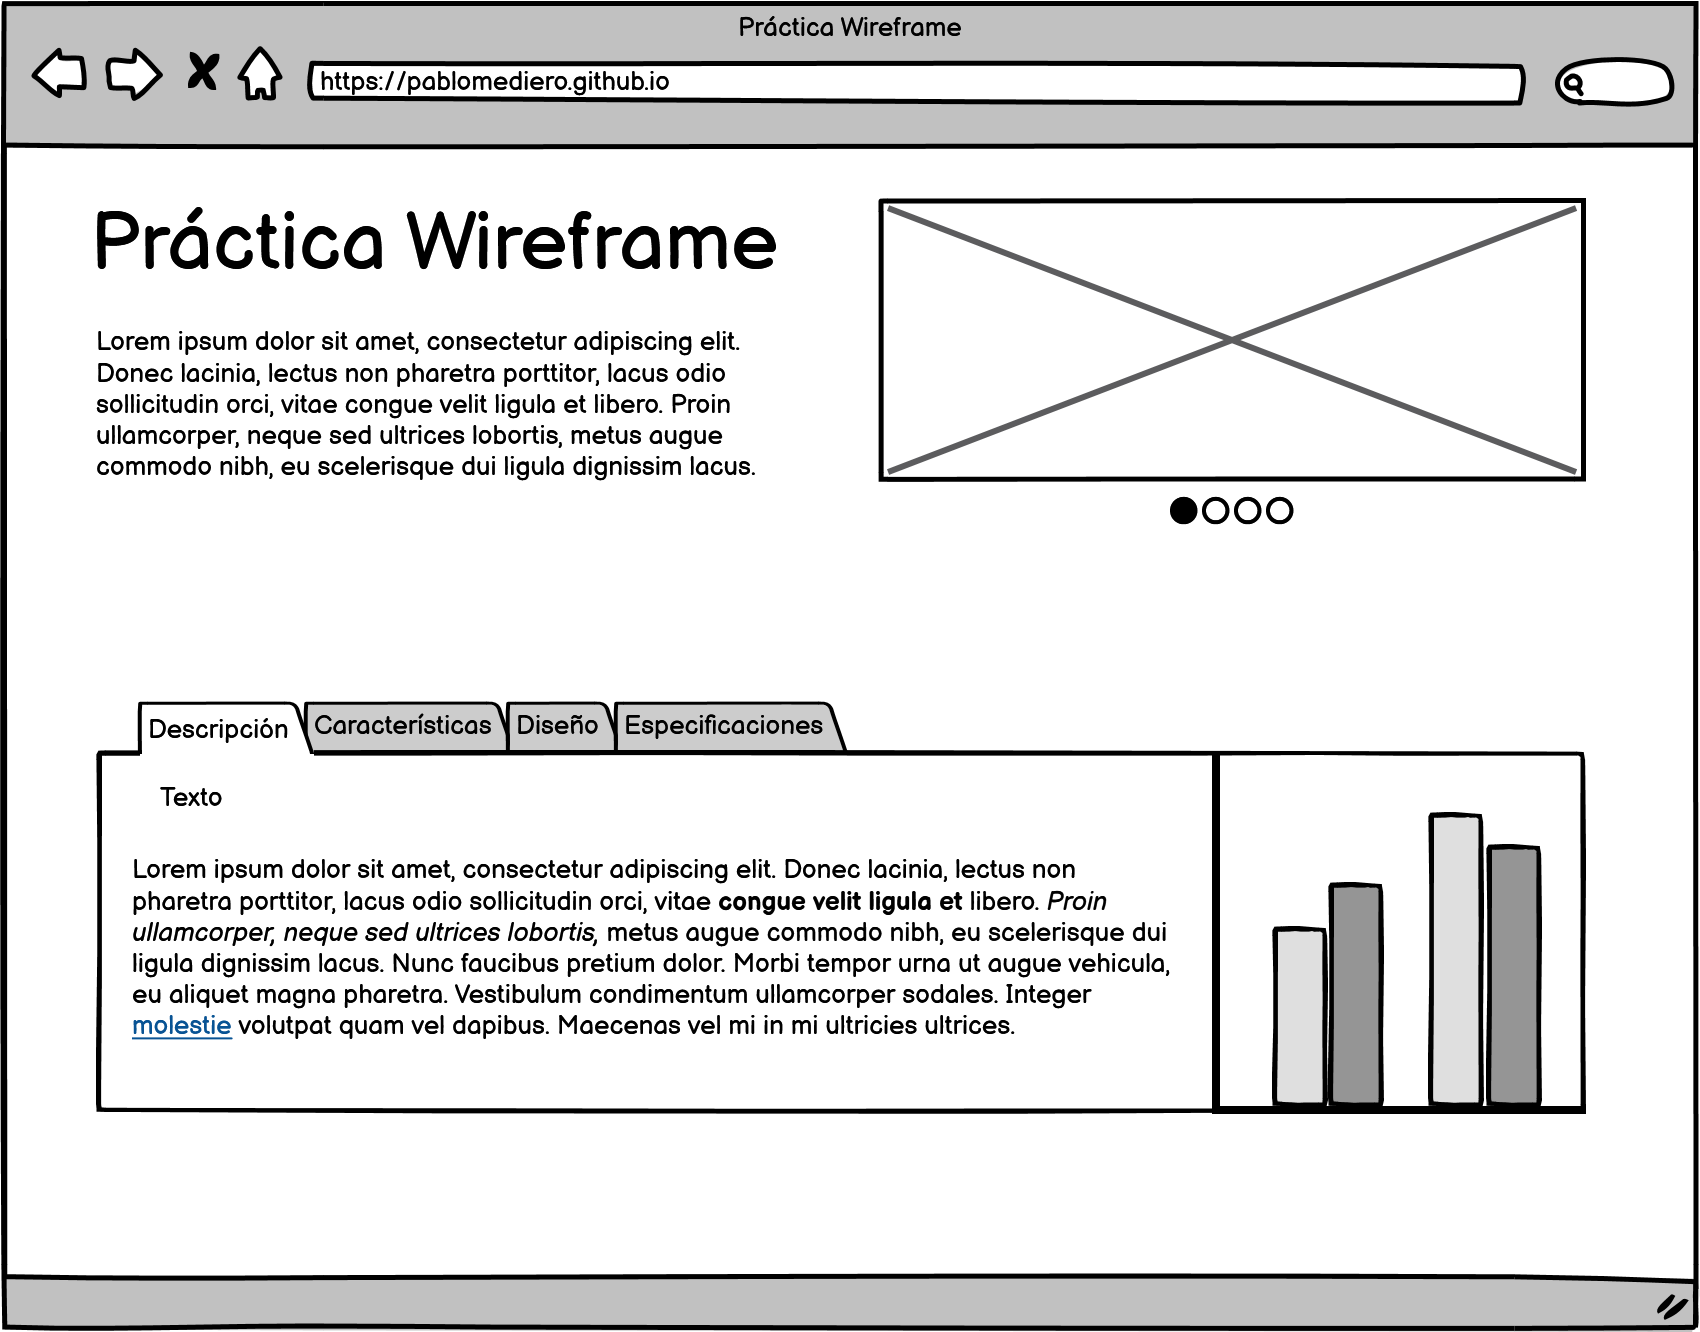 Práctica Wireframe
https://pablomediero.github.io
Práctica Wireframe
Lorem ipsum dolor sit amet, consectetur adipiscing elit.
Donec lacinia, lectus non pharetra porttitor, lacus odio
sollicitudin orci, vitae congue velit ligula et libero. Proin
ullamcorper, neque sed ultrices lobortis, metus augue
commodo nibh, eu scelerisque dui ligula dignissim lacus.
Descripción Características Diseño Especificaciones
Texto
Lorem ipsum dolor sit amet, consectetur adipiscing elit. Donec lacinia, lectus non
pharetra porttitor, lacus odio sollicitudin orci, vitae congue velit ligula et libero. Proin
ullamcorper, neque sed ultrices lobortis, metus augue commodo nibh, eu scelerisque dui
ligula dignissim lacus. Nunc faucibus pretium dolor. Morbi tempor urna ut augue vehicula,
eu aliquet magna pharetra. Vestibulum condimentum ullamcorper sodales. Integer
molestie volutpat quam vel dapibus. Maecenas vel mi in mi ultricies ultrices.